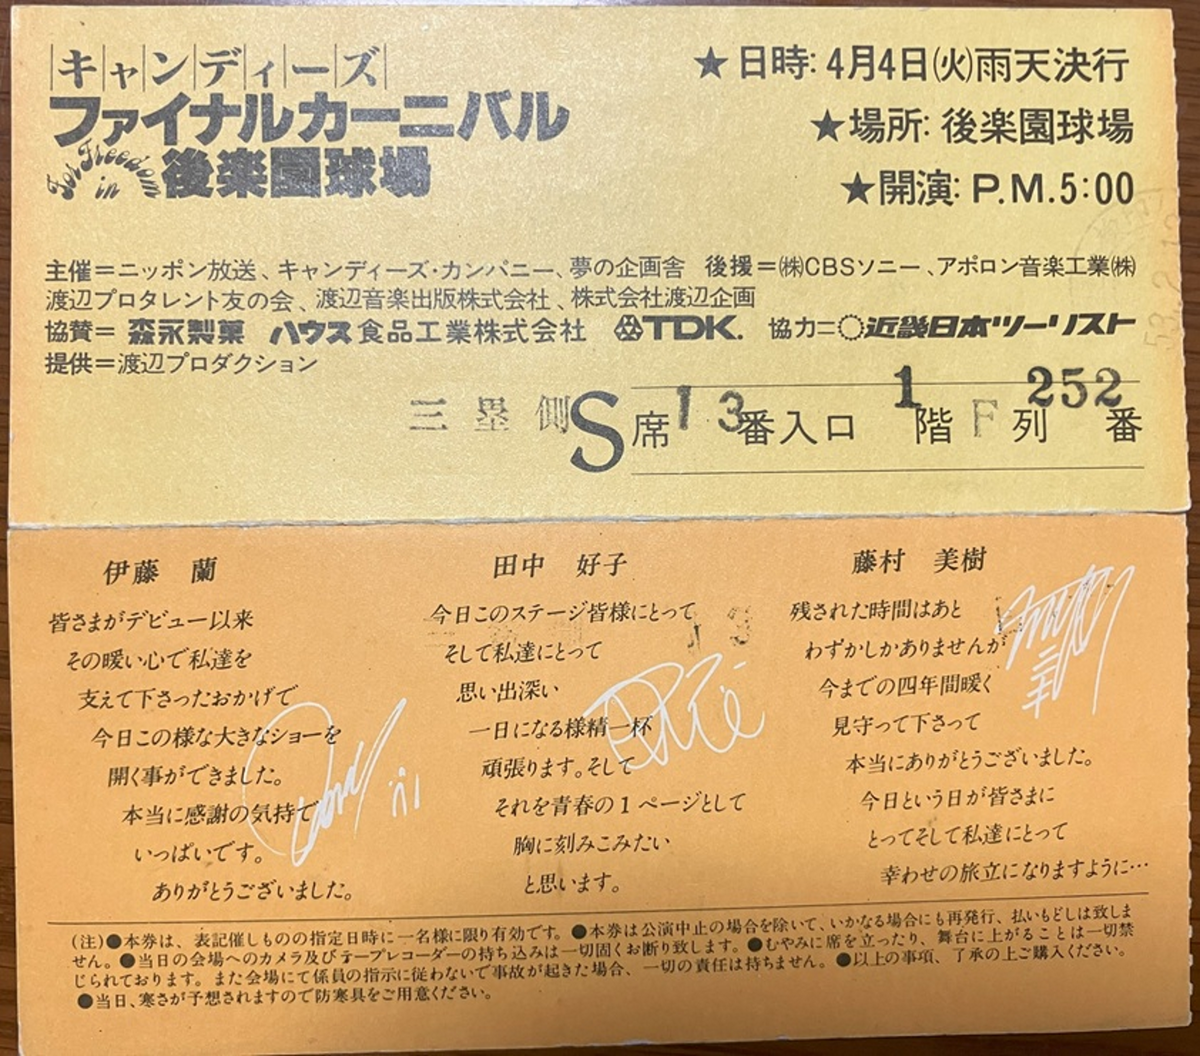 キャンディーズ
ファイナルカーニバル
For Freedom in 後楽園球場
★日時:4月4日(火)雨天決行
★場所:後楽園球場
★開演:P.M.5:00
主催=ニッポン放送、キャンディーズ・カンパニー、夢の企画舎 後援=(株)CBSソニー、アポロン音楽工業(株)
渡辺プロタレント友の会、渡辺音楽出版株式会社、株式会社渡辺企画
協賛=森永製菓 ハウス食品工業株式会社 TDK. 協力=近畿日本ツーリスト
提供=渡辺プロダクション
53.2.12
三塁側S席13番入口1階F列252番
伊藤 蘭
皆さまがデビュー以来
その暖い心で私達を
支えて下さったおかげで
今日この様な大きなショーを
開く事ができました。
本当に感謝の気持で
いっぱいです。
ありがとうございました。
田中 好子
今日このステージ皆様にとって
そして私達にとって
思い出深い
一日になる様精一杯
頑張ります。そして
それを青春の1ページとして
胸に刻みこみたい
と思います。
13
藤村 美樹
残された時間はあと
わずかしかありませんが
今までの四年間暖く
見守って下さって
本当にありがとうございました。
今日という日が皆さまに
とってそして私達にとって
幸わせの旅立になりますように…
(注)●本券は、表記催しものの指定日時に一名様に限り有効です。●本券は公演中止の場合を除いて、いかなる場合にも再発行、払いもどしは致しま
せん。●当日の会場へのカメラ及びテープレコーダーの持ち込みは一切固くお断り致します。●むやみに席を立ったり、舞台に上がることは一切禁
じられております。また会場にて係員の指示に従わないで事故が起きた場合、一切の責任は持ちません。●以上の事項、了承の上ご購入ください。
●当日、寒さが予想されますので防寒具をご用意ください。